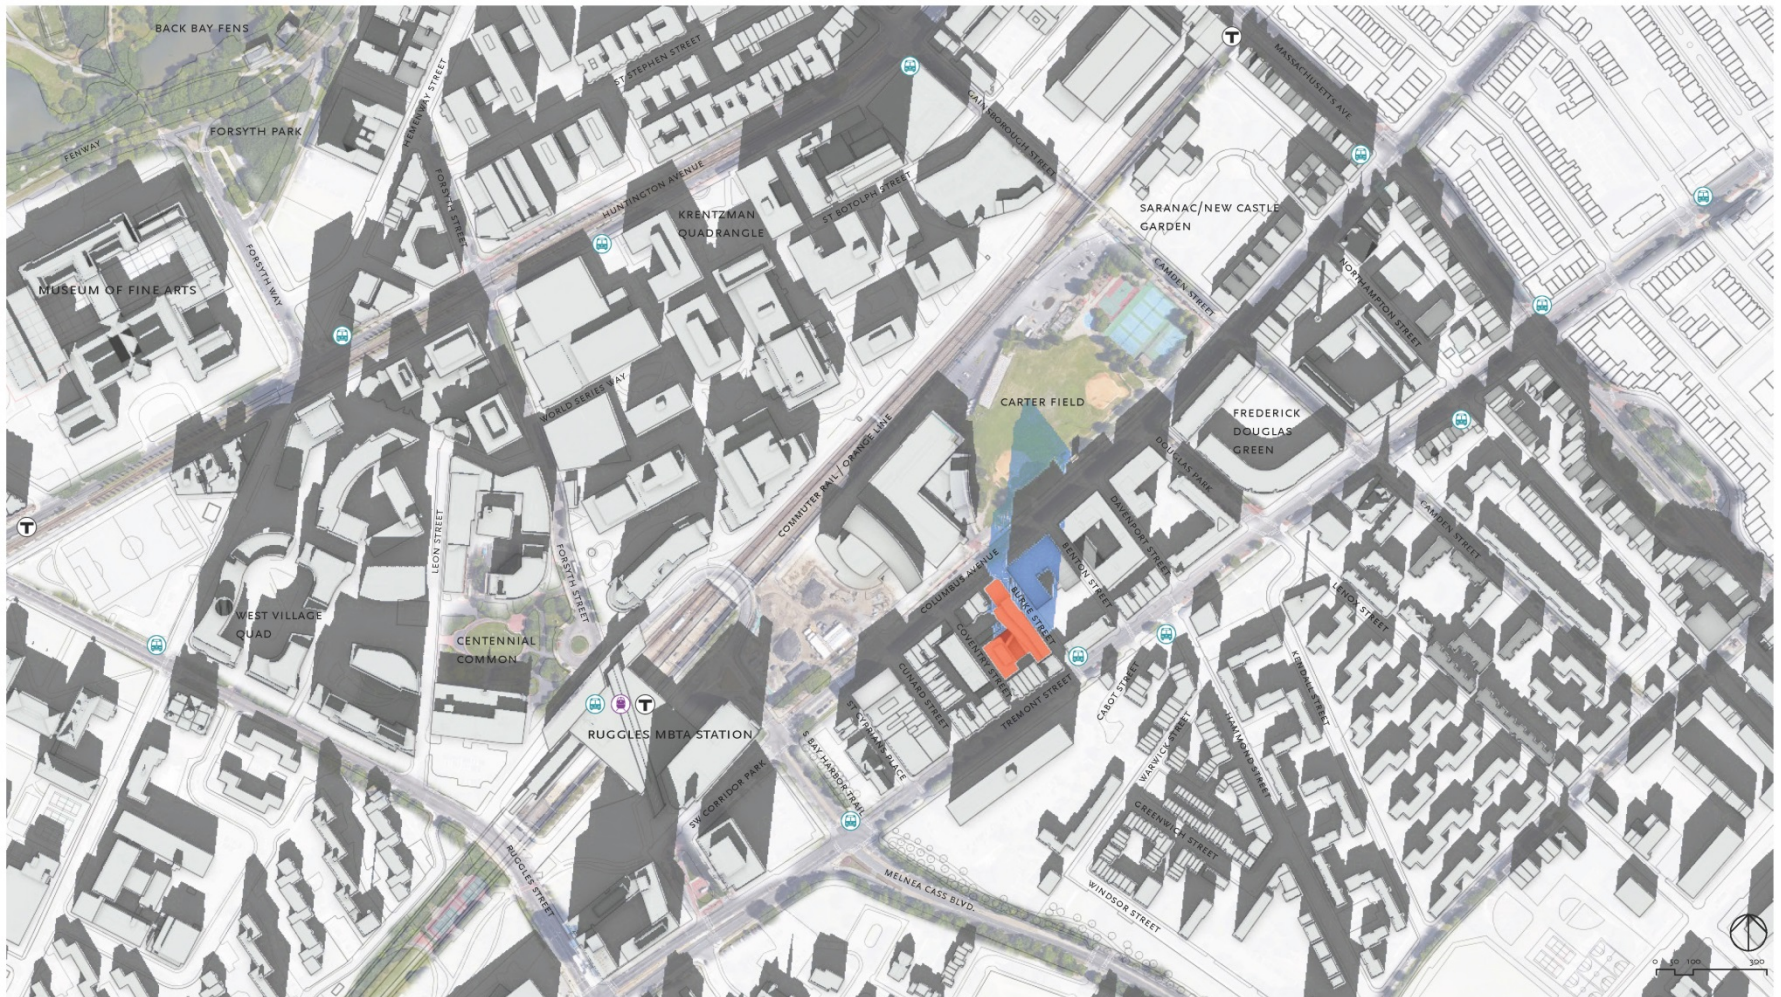 BACK BAY FENS
HEMENWAY STREET
ST STEPHEN STREET
T
MASSACHUSETTS AVE
GAINBOROUGH STREET
FORSYTH PARK
FENWAY
FORSYTH STREET
HUNTINGTON AVENUE
ST BOTOLPH STREET
KRENTZMAN
QUADRANGLE
SARANAC/NEW CASTLE
GARDEN
CAMDEN STREET
NORTHAMPTON STREET
FORSYTH WAY
MUSEUM OF FINE ARTS
WORLD SERIES WAY
CARTER FIELD
FREDERICK
DOUGLAS
GREEN
DOUGLAS PARK
COMMUTER RAIL / ORANGE LINE
T
LEON STREET
FORSYTH STREET
DAVENPORT STREET
CAMDEN STREET
COLUMBUS AVENUE
BENTON STREET
BURKE STREET
LENOX STREET
WEST VILLAGE
QUAD
CENTENNIAL
COMMON
COVENTRY STREET
CUNARD STREET
TREMONT STREET
CABOT STREET
KENDALL STREET
T
RUGGLES MBTA STATION
ST CYPRIANS PLACE
S BAY HARBOR TRAIL
WARWICK STREET
HAMMOND STREET
SW CORRIDOR PARK
GREENWICH STREET
RUGGLES STREET
MELNEA CASS BLVD.
WINDSOR STREET
0 50 100 300